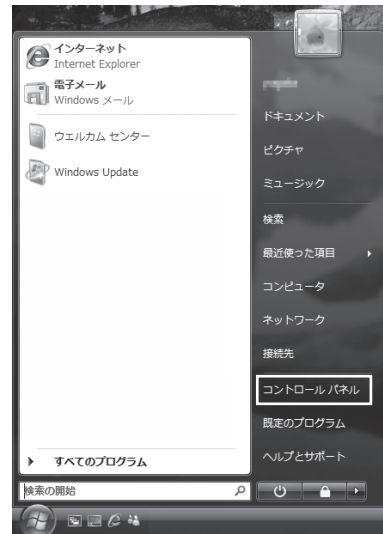 インターネット
Internet Explorer
電子メール
Windows メール
ウェルカム センター
Windows Update
すべてのプログラム
検索の開始
ドキュメント
ピクチャ
ミュージック
検索
最近使った項目
コンピュータ
ネットワーク
接続先
コントロール パネル
既定のプログラム
ヘルプとサポート